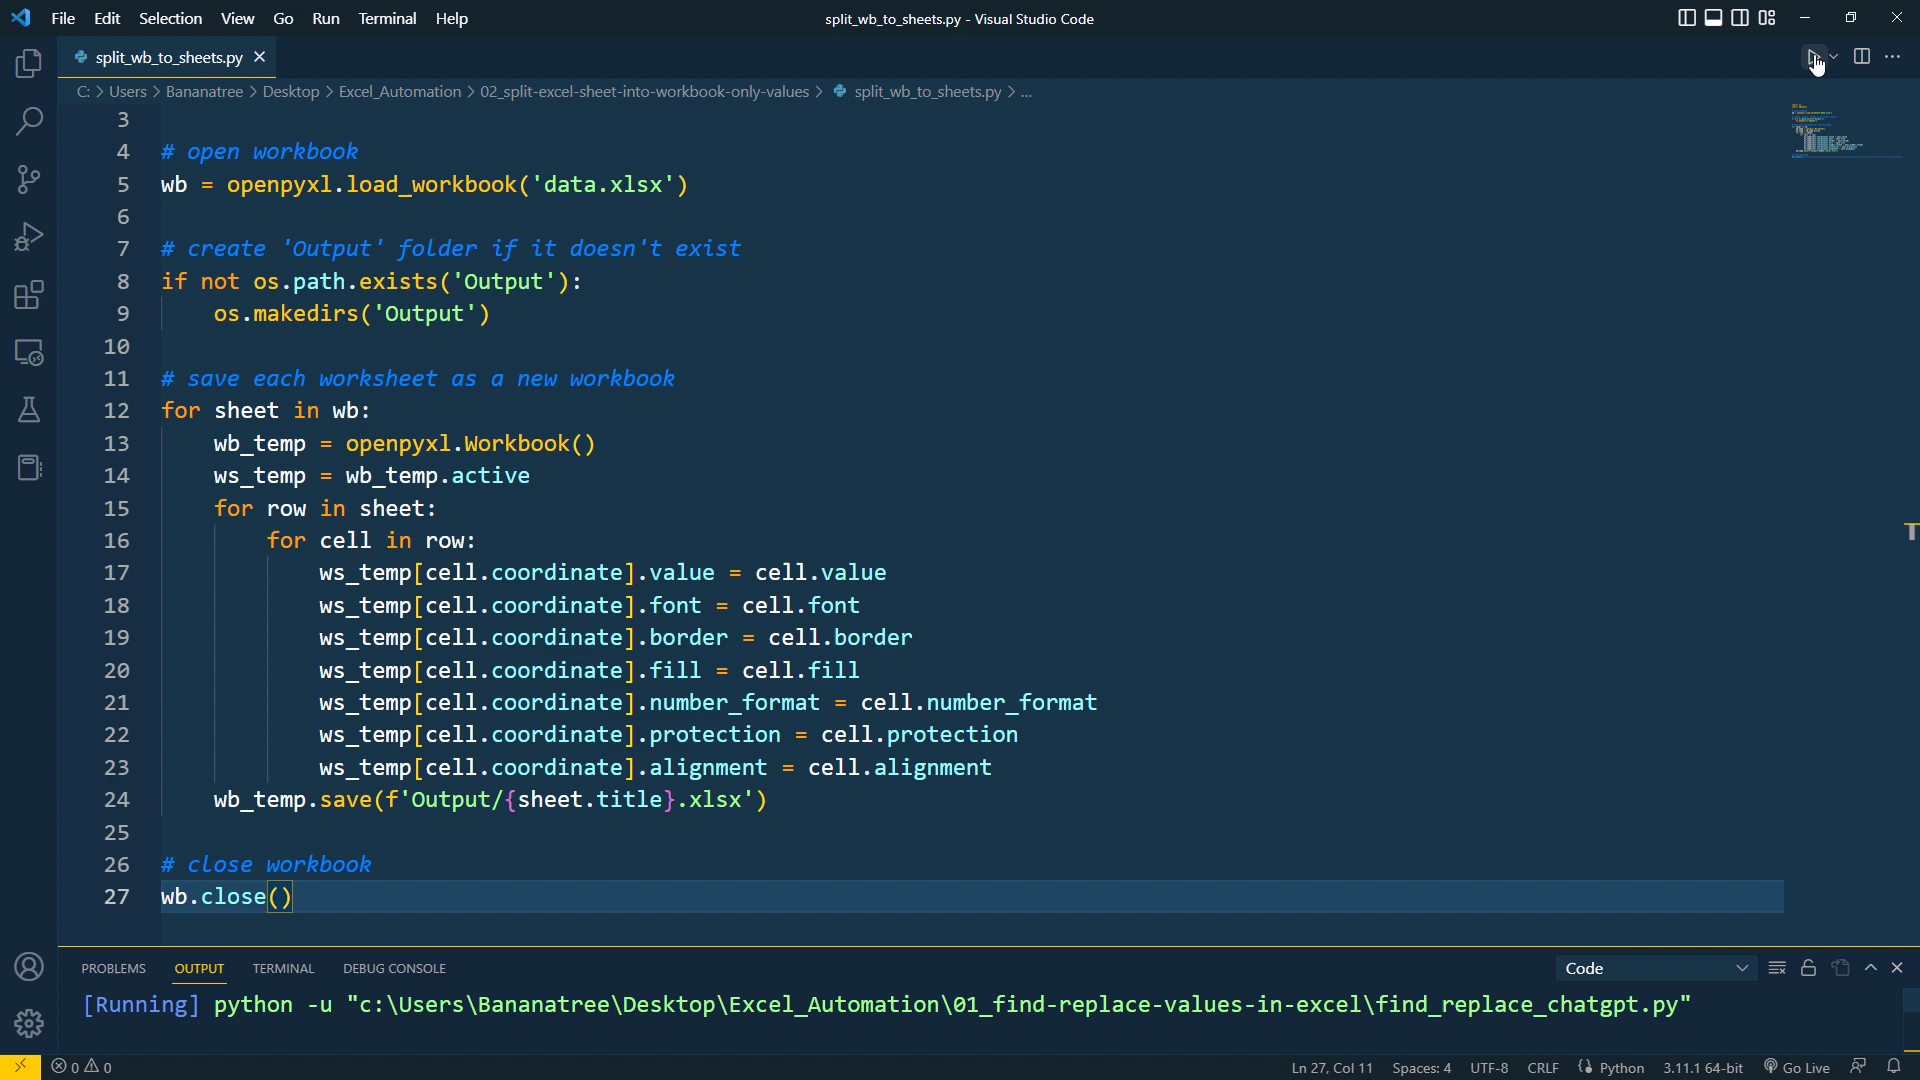 File Edit Selection View Go Run Terminal Help
split_wb_to_sheets.py - Visual Studio Code
split_wb_to_sheets.py
C: > Users > Bananatree > Desktop > Excel_Automation > 02_split-excel-sheet-into-workbook-only-values > split_wb_to_sheets.py > ...
3
4 # open workbook
5 wb = openpyxl.load_workbook('data.xlsx')
6
7 # create 'Output' folder if it doesn't exist
8 if not os.path.exists('Output'):
9     os.makedirs('Output')
10
11 # save each worksheet as a new workbook
12 for sheet in wb:
13     wb_temp = openpyxl.Workbook()
14     ws_temp = wb_temp.active
15     for row in sheet:
16         for cell in row:
17             ws_temp[cell.coordinate].value = cell.value
18             ws_temp[cell.coordinate].font = cell.font
19             ws_temp[cell.coordinate].border = cell.border
20             ws_temp[cell.coordinate].fill = cell.fill
21             ws_temp[cell.coordinate].number_format = cell.number_format
22             ws_temp[cell.coordinate].protection = cell.protection
23             ws_temp[cell.coordinate].alignment = cell.alignment
24     wb_temp.save(f'Output/{sheet.title}.xlsx')
25
26 # close workbook
27 wb.close()
PROBLEMS OUTPUT TERMINAL DEBUG CONSOLE
Code
[Running] python -u "c:\Users\Bananatree\Desktop\Excel_Automation\01_find-replace-values-in-excel\find_replace_chatgpt.py"
0 0
Ln 27, Col 11 Spaces: 4 UTF-8 CRLF Python 3.11.1 64-bit Go Live